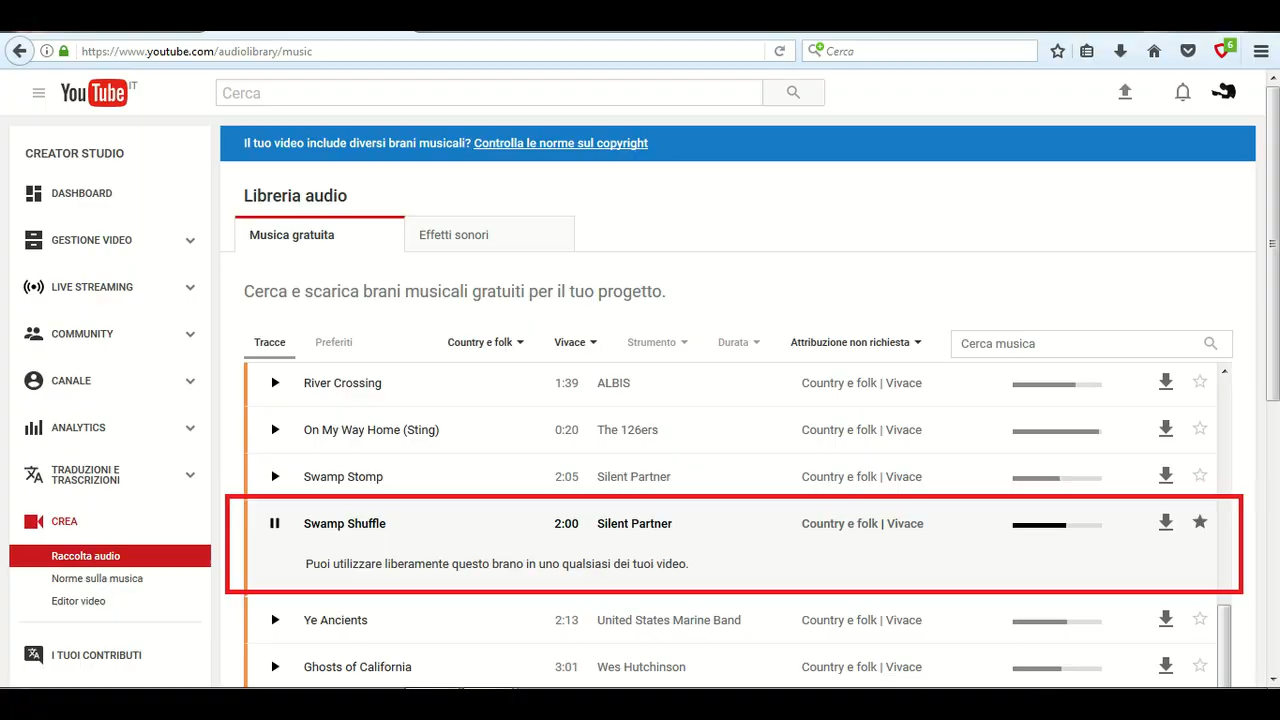 https://www.youtube.com/audiolibrary/music
Cerca
6
YouTube IT
Cerca
CREATOR STUDIO
DASHBOARD
GESTIONE VIDEO
LIVE STREAMING
COMMUNITY
CANALE
ANALYTICS
TRADUZIONI E
TRASCRIZIONI
CREA
Raccolta audio
Norme sulla musica
Editor video
I TUOI CONTRIBUTI
Il tuo video include diversi brani musicali? Controlla le norme sul copyright
Libreria audio
Musica gratuita Effetti sonori
Cerca e scarica brani musicali gratuiti per il tuo progetto.
Tracce Preferiti Country e folk Vivace Strumento Durata Attribuzione non richiesta Cerca musica
River Crossing 1:39 ALBIS Country e folk | Vivace
On My Way Home (Sting) 0:20 The 126ers Country e folk | Vivace
Swamp Stomp 2:05 Silent Partner Country e folk | Vivace
Swamp Shuffle 2:00 Silent Partner Country e folk | Vivace
Puoi utilizzare liberamente questo brano in uno qualsiasi dei tuoi video.
Ye Ancients 2:13 United States Marine Band Country e folk | Vivace
Ghosts of California 3:01 Wes Hutchinson Country e folk | Vivace